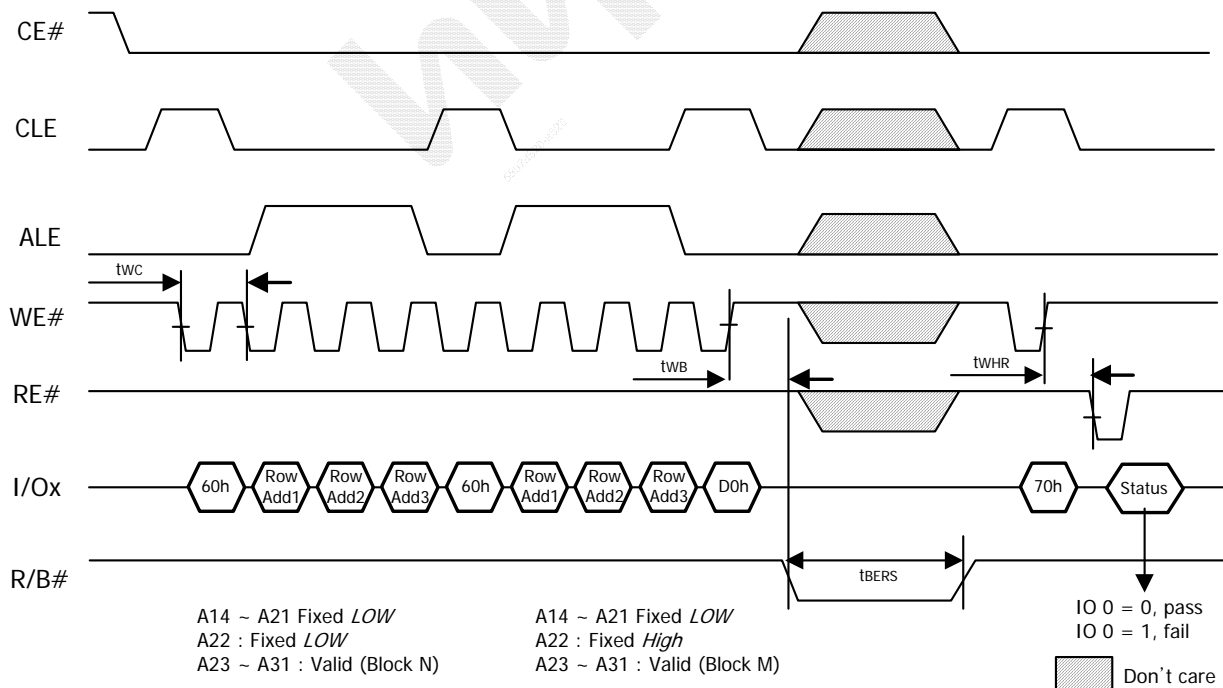 CE#
CLE
ALE
tWC
WE#
tWB
tWHR
RE#
I/Ox
60h
Row Add1
Row Add2
Row Add3
60h
Row Add1
Row Add2
Row Add3
D0h
70h
Status
R/B#
tBERS
A14 ~ A21 Fixed LOW
A22 : Fixed LOW
A23 ~ A31 : Valid (Block N)
A14 ~ A21 Fixed LOW
A22 : Fixed High
A23 ~ A31 : Valid (Block M)
IO 0 = 0, pass
IO 0 = 1, fail
Don't care